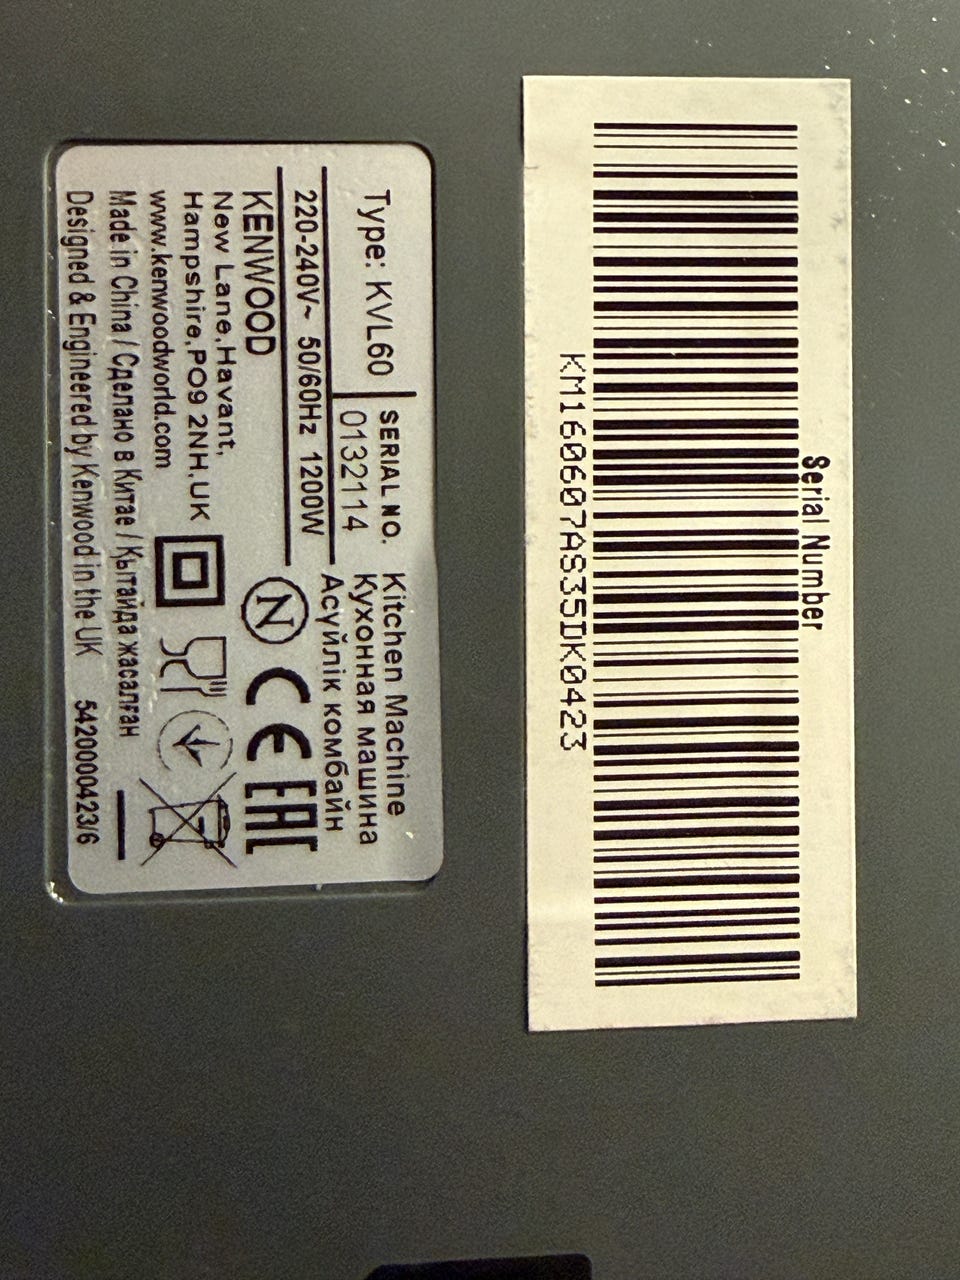 Serial Number
KM160607AS35DK0423
Type: KVL60
SERIAL NO.
0132114
Kitchen Machine
Кухонная машина
Асүйлік комбайн
220-240V~ 50/60Hz 1200W
KENWOOD
New Lane,Havant,
Hampshire,PO9 2NH,UK
www.kenwoodworld.com
Made in China / Сделано в Китае / Қытайда жасалған
Designed & Engineered by Kenwood in the UK 5420000423/6
N
CE
EAC